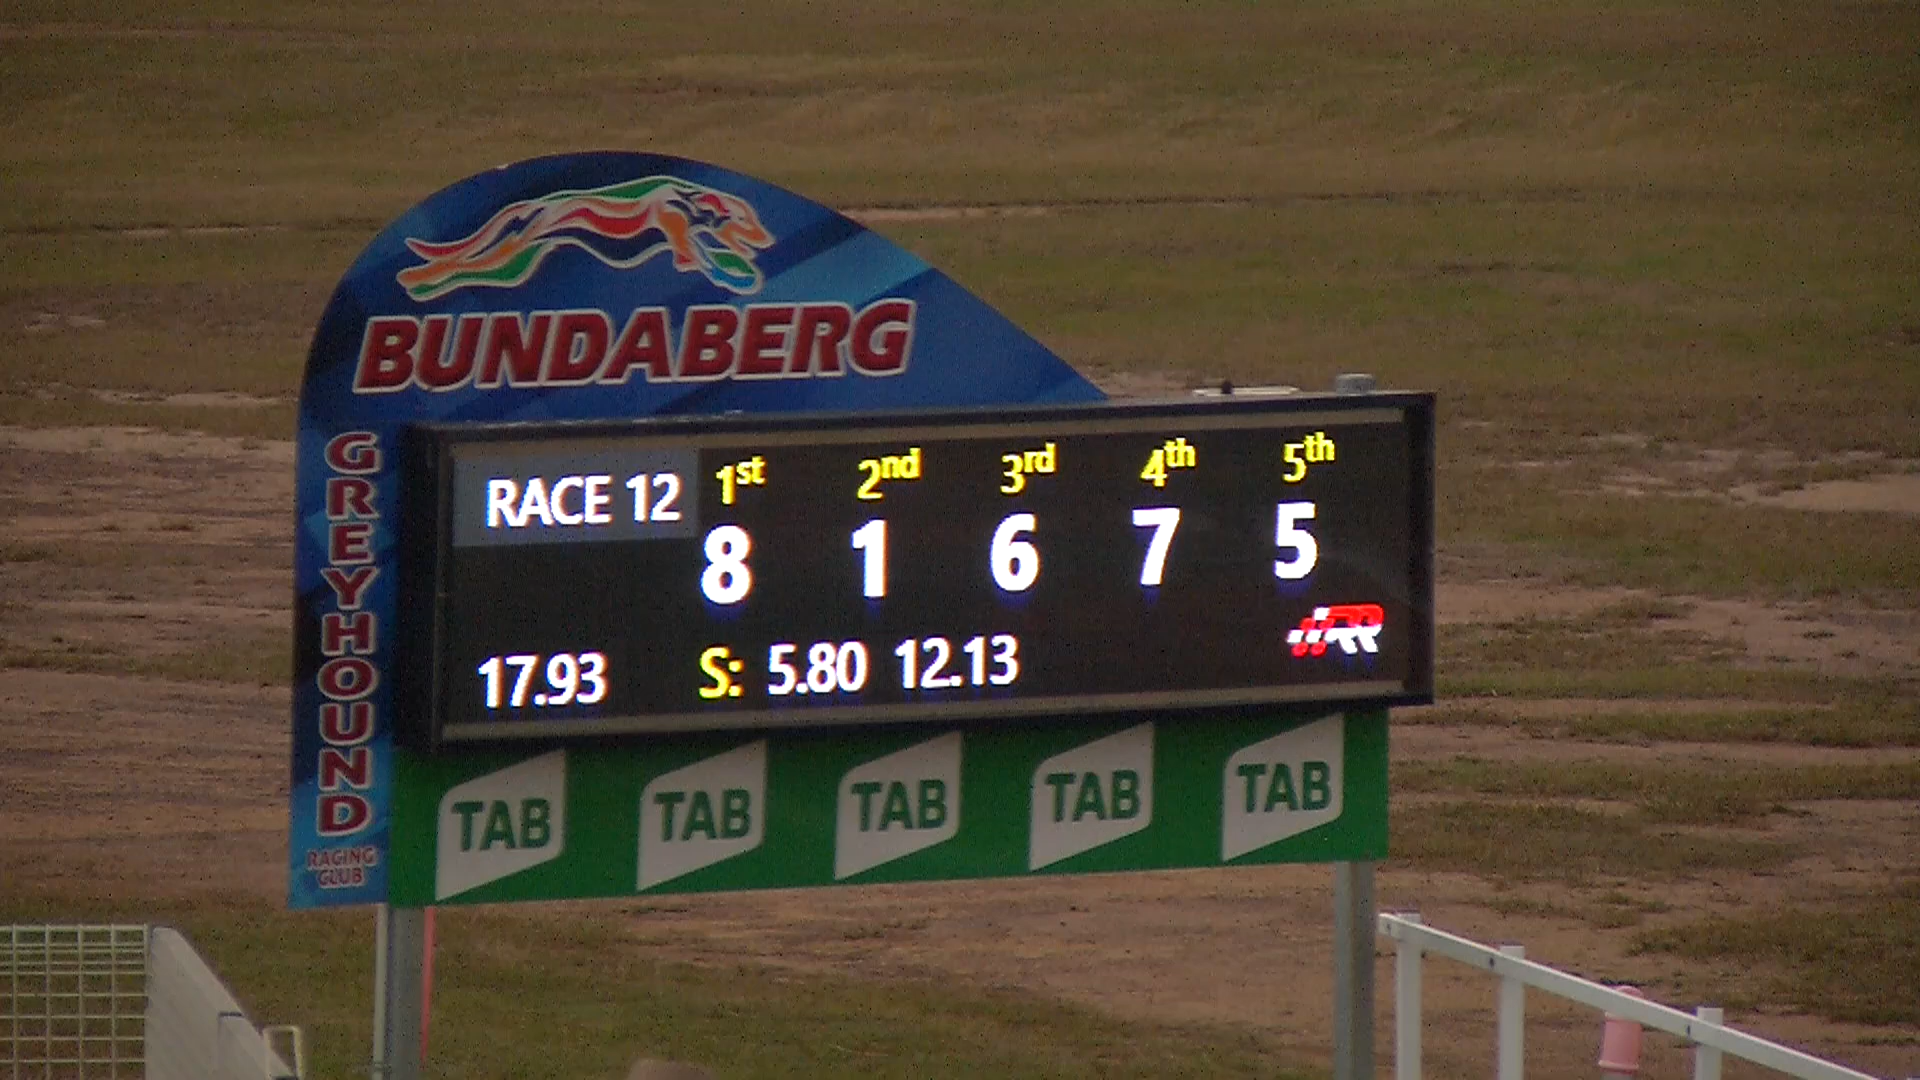 BUNDABERG
GREYHOUND
RACING
CLUB
RACE 12 1st 2nd 3rd 4th 5th
8 1 6 7 5
17.93 S: 5.80 12.13
RR
TAB TAB TAB TAB TAB